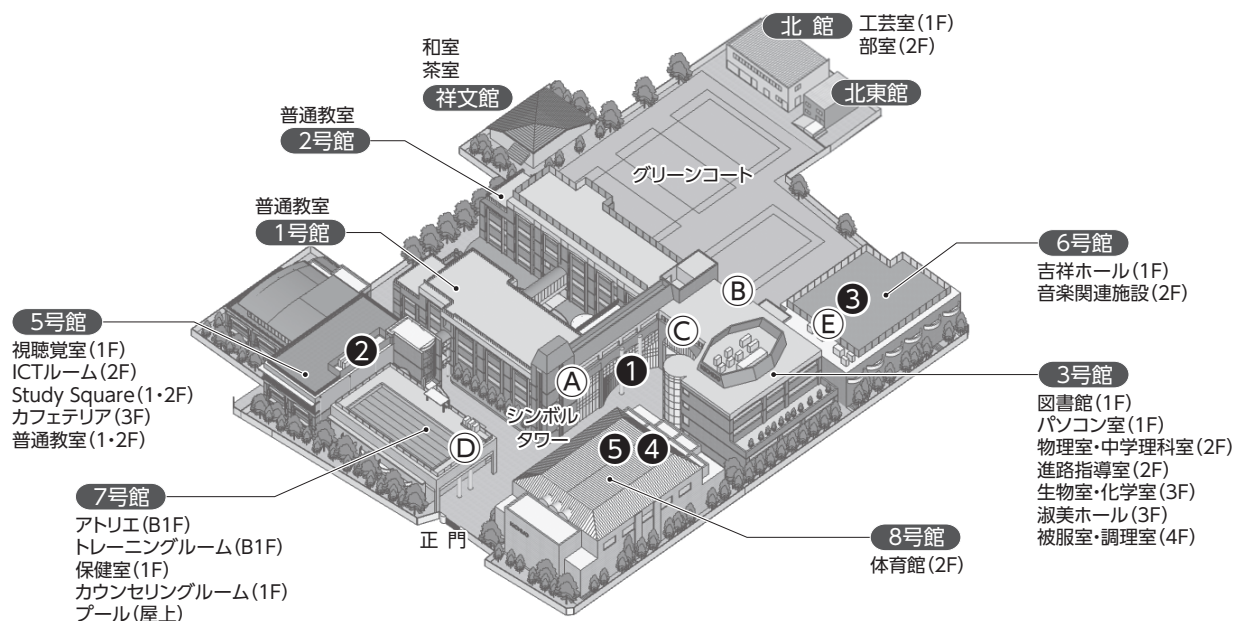 北 館
工芸室(1F)
部室(2F)
北東館
和室
茶室
祥文館
普通教室
2号館
グリーンコート
普通教室
1号館
6号館
吉祥ホール(1F)
音楽関連施設(2F)
B
3
E
C
5号館
視聴覚室(1F)
ICTルーム(2F)
Study Square(1・2F)
カフェテリア(3F)
普通教室(1・2F)
2
A
1
シンボル
タワー
3号館
図書館(1F)
パソコン室(1F)
物理室・中学理科室(2F)
進路指導室(2F)
生物室・化学室(3F)
淑美ホール(3F)
被服室・調理室(4F)
D
5
4
7号館
アトリエ(B1F)
トレーニングルーム(B1F)
保健室(1F)
カウンセリングルーム(1F)
プール(屋上)
正 門
8号館
体育館(2F)